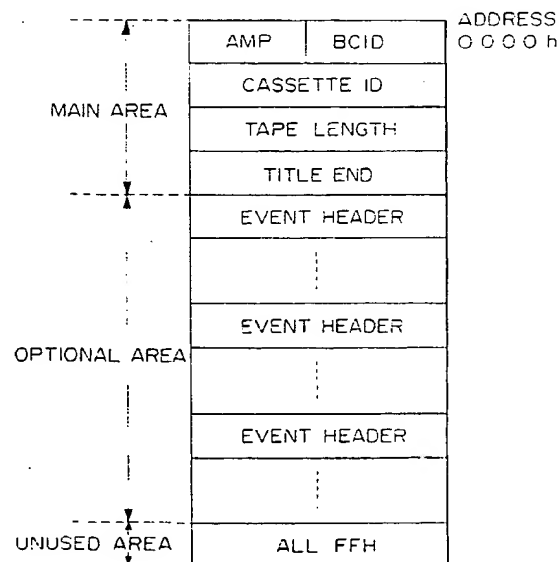 AMP BCID ADDRESS
0000h
CASSETTE ID
MAIN AREA
TAPE LENGTH
TITLE END
EVENT HEADER
EVENT HEADER
OPTIONAL AREA
EVENT HEADER
UNUSED AREA ALL FFH